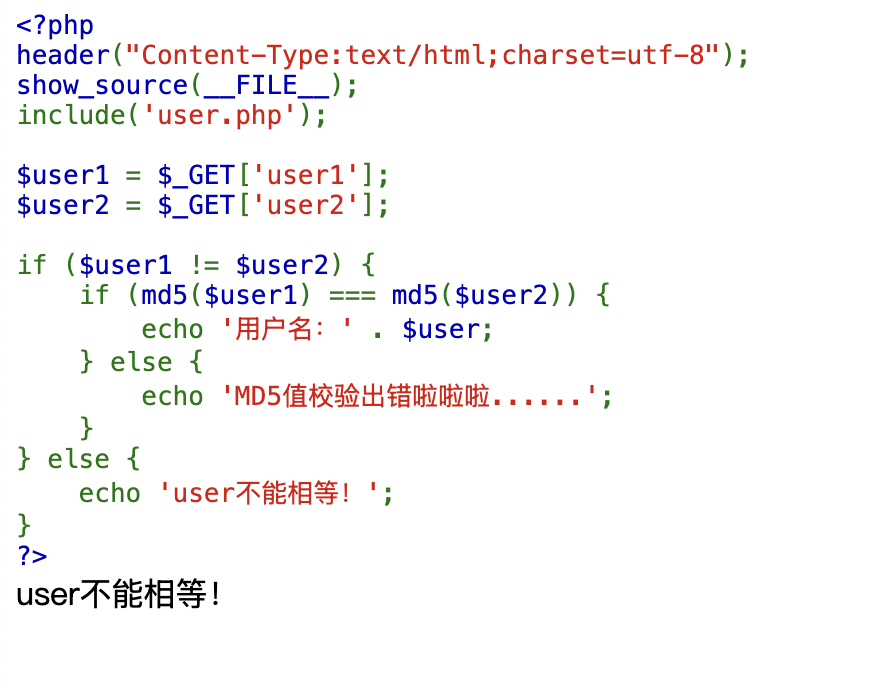 <?php
header("Content-Type:text/html;charset=utf-8");
show_source(__FILE__);
include('user.php');

$user1 = $_GET['user1'];
$user2 = $_GET['user2'];

if ($user1 != $user2) {
    if (md5($user1) === md5($user2)) {
        echo '用户名：' . $user;
    } else {
        echo 'MD5值校验出错啦啦啦......';
    }
} else {
    echo 'user不能相等！';
}
?>
user不能相等！